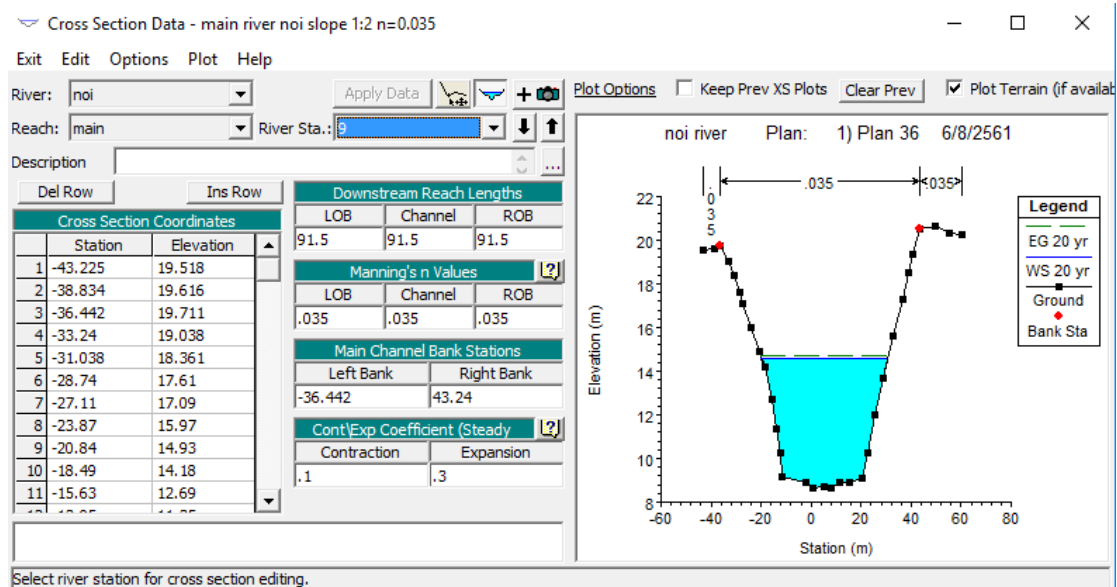 Cross Section Data - main river noi slope 1:2 n=0.035
Exit Edit Options Plot Help
River: noi
Apply Data
Reach: main
River Sta.: 9
Description
...
Del Row
Ins Row
Cross Section Coordinates
Station Elevation
1 -43.225 19.518
2 -38.834 19.616
3 -36.442 19.711
4 -33.24 19.038
5 -31.038 18.361
6 -28.74 17.61
7 -27.11 17.09
8 -23.87 15.97
9 -20.84 14.93
10 -18.49 14.18
11 -15.63 12.69
Downstream Reach Lengths
LOB Channel ROB
91.5 91.5 91.5
Manning's n Values
LOB Channel ROB
.035 .035 .035
Main Channel Bank Stations
Left Bank Right Bank
-36.442 43.24
Cont\Exp Coefficient (Steady
Contraction Expansion
.1 .3
Plot Options
Keep Prev XS Plots
Clear Prev
Plot Terrain (if availab
noi river Plan: 1) Plan 36 6/8/2561
.035
.035
.035
22
20
18
16
14
12
10
8
-60 -40 -20 0 20 40 60 80
Elevation (m)
Station (m)
Legend
EG 20 yr
WS 20 yr
Ground
Bank Sta
Select river station for cross section editing.